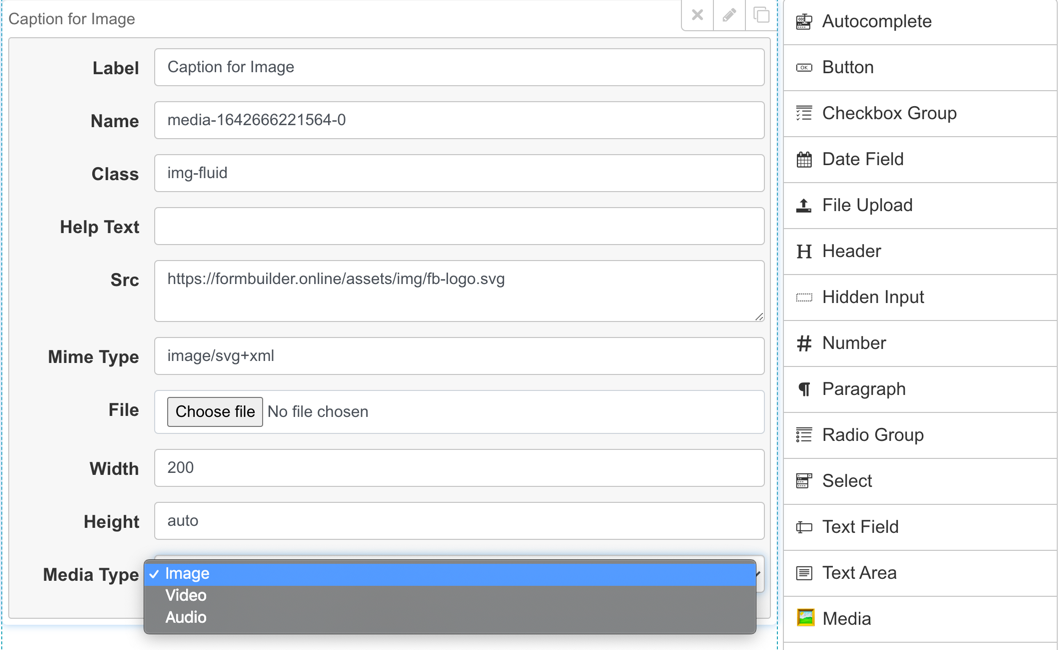 Caption for Image
Label
Caption for Image
Name
media-1642666221564-0
Class
img-fluid
Help Text
Src
https://formbuilder.online/assets/img/fb-logo.svg
Mime Type
image/svg+xml
File
Choose file No file chosen
Width
200
Height
auto
Media Type
Image
Video
Audio
Autocomplete
OK
Button
Checkbox Group
Date Field
File Upload
H Header
Hidden Input
# Number
¶ Paragraph
Radio Group
Select
Text Field
Text Area
Media